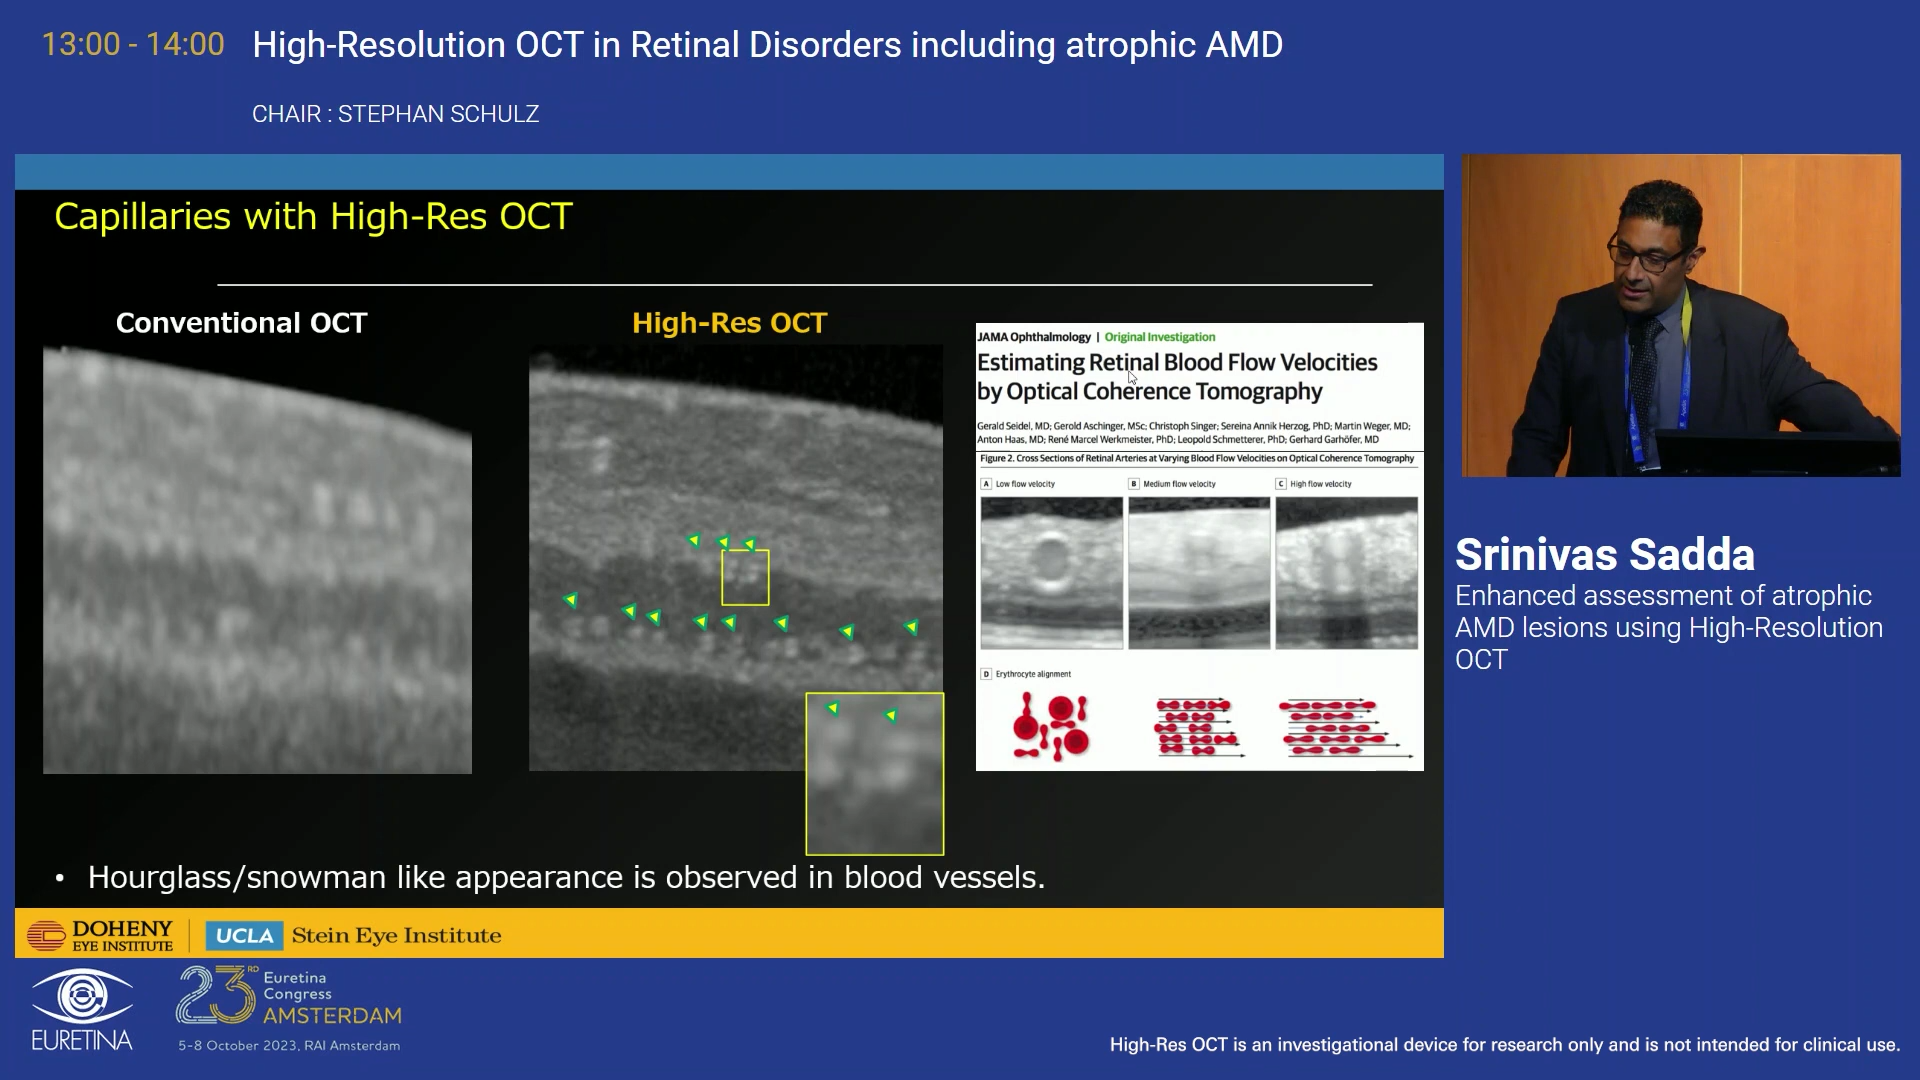 13:00 - 14:00 High-Resolution OCT in Retinal Disorders including atrophic AMD
CHAIR : STEPHAN SCHULZ
Capillaries with High-Res OCT
Conventional OCT
High-Res OCT
JAMA Ophthalmology | Original Investigation
Estimating Retinal Blood Flow Velocities
by Optical Coherence Tomography
Gerald Seidel, MD; Gerold Aschinger, MSc; Christoph Singer; Sereina Annik Herzog, PhD; Martin Weger, MD;
Anton Haas, MD; René Marcel Werkmeister, PhD; Leopold Schmetterer, PhD; Gerhard Garhöfer, MD
Figure 2. Cross Sections of Retinal Arteries at Varying Blood Flow Velocities on Optical Coherence Tomography
A Low flow velocity
B Medium flow velocity
C High flow velocity
D Erythrocyte alignment
• Hourglass/snowman like appearance is observed in blood vessels.
DOHENY
EYE INSTITUTE
UCLA Stein Eye Institute
Srinivas Sadda
Enhanced assessment of atrophic
AMD lesions using High-Resolution
OCT
EURETINA
23RD
Euretina
Congress
AMSTERDAM
5-8 October 2023, RAI Amsterdam
High-Res OCT is an investigational device for research only and is not intended for clinical use.